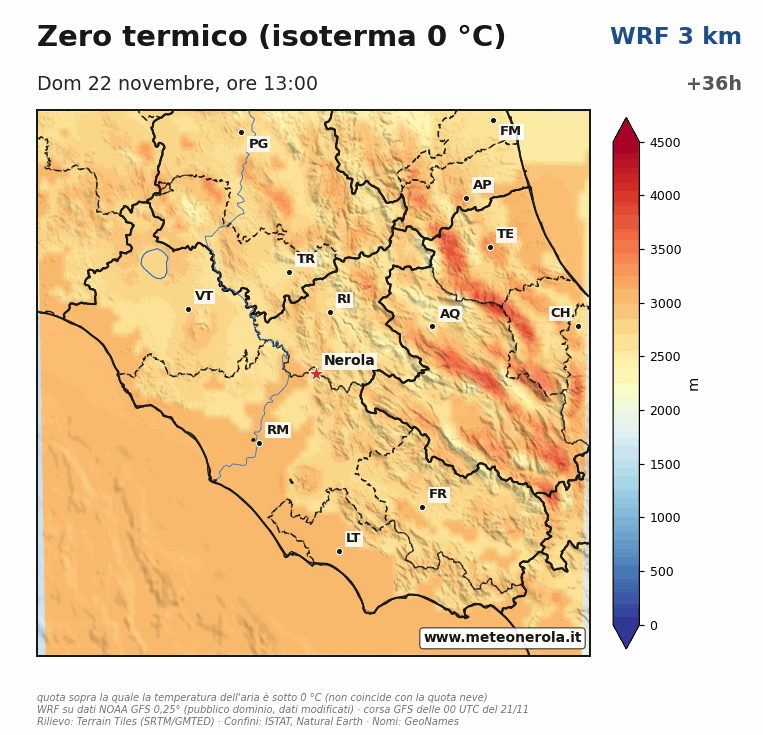 Zero termico (isoterma 0 °C)
WRF 3 km
Dom 22 novembre, ore 13:00
+36h
FM
PG
AP
TE
TR
VT
RI
AQ
CH
Nerola
RM
FR
LT
www.meteonerola.it
4500
4000
3500
3000
2500
2000
1500
1000
500
0
m
quota sopra la quale la temperatura dell'aria è sotto 0 °C (non coincide con la quota neve)
WRF su dati NOAA GFS 0,25° (pubblico dominio, dati modificati) · corsa GFS delle 00 UTC del 21/11
Rilievo: Terrain Tiles (SRTM/GMTED) · Confini: ISTAT, Natural Earth · Nomi: GeoNames